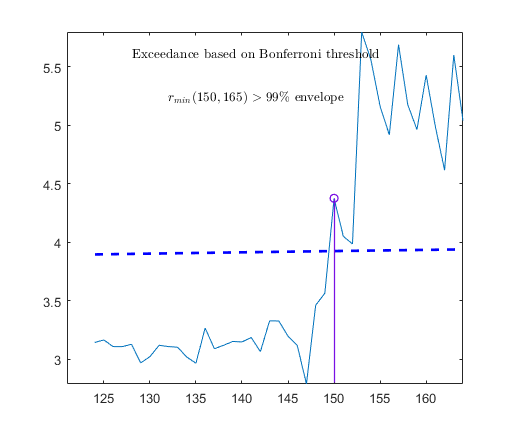 Exceedance based on Bonferroni threshold
r_{min}(150, 165) > 99% envelope
5.5
5
4.5
4
3.5
3
125 130 135 140 145 150 155 160